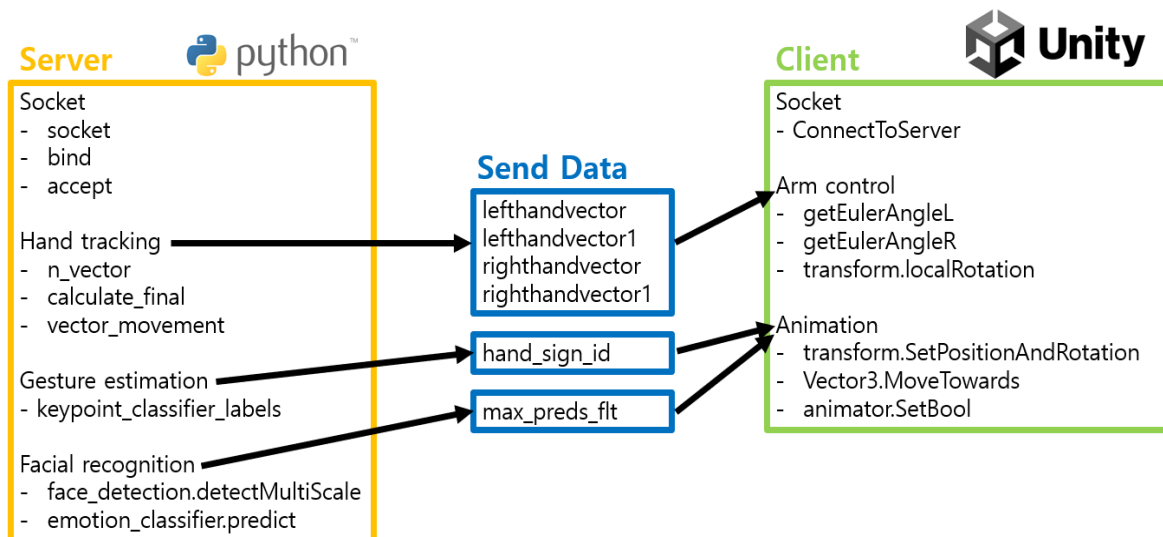 Server
python™
Socket
- socket
- bind
- accept
Hand tracking
- n_vector
- calculate_final
- vector_movement
Gesture estimation
- keypoint_classifier_labels
Facial recognition
- face_detection.detectMultiScale
- emotion_classifier.predict
Send Data
lefthandvector
lefthandvector1
righthandvector
righthandvector1
hand_sign_id
max_preds_flt
Client
Unity
Socket
- ConnectToServer
Arm control
- getEulerAngleL
- getEulerAngleR
- transform.localRotation
Animation
- transform.SetPositionAndRotation
- Vector3.MoveTowards
- animator.SetBool